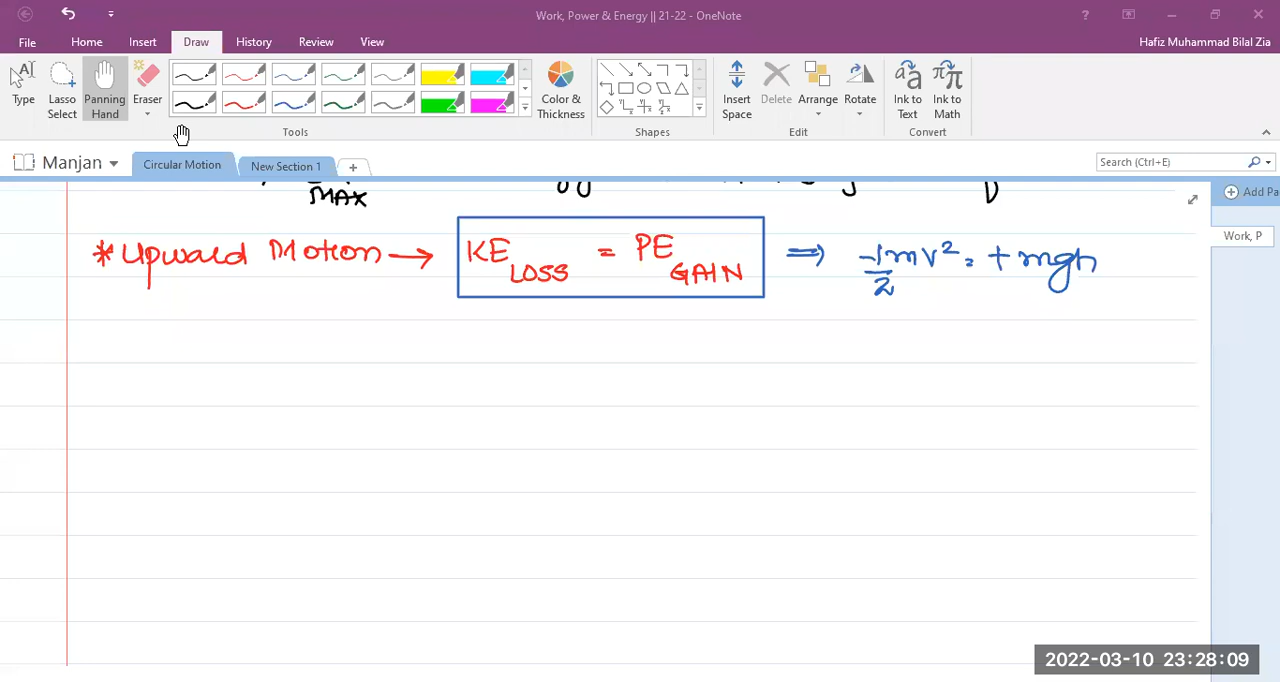 Work, Power & Energy || 21-22 - OneNote
File Home Insert Draw History Review View
Hafiz Muhammad Bilal Zia
Type
Lasso Select
Panning Hand
Eraser
Color & Thickness
Insert Space
Delete
Arrange
Rotate
Ink to Text
Ink to Math
Tools
Shapes
Edit
Convert
Manjan
Circular Motion
New Section 1
Search (Ctrl+E)
Add Pa
Work, P
MAX
*Upward Motion → KE LOSS = PE GAIN ⇒ -1/2 mv² = + mgh
2022-03-10 23:28:09